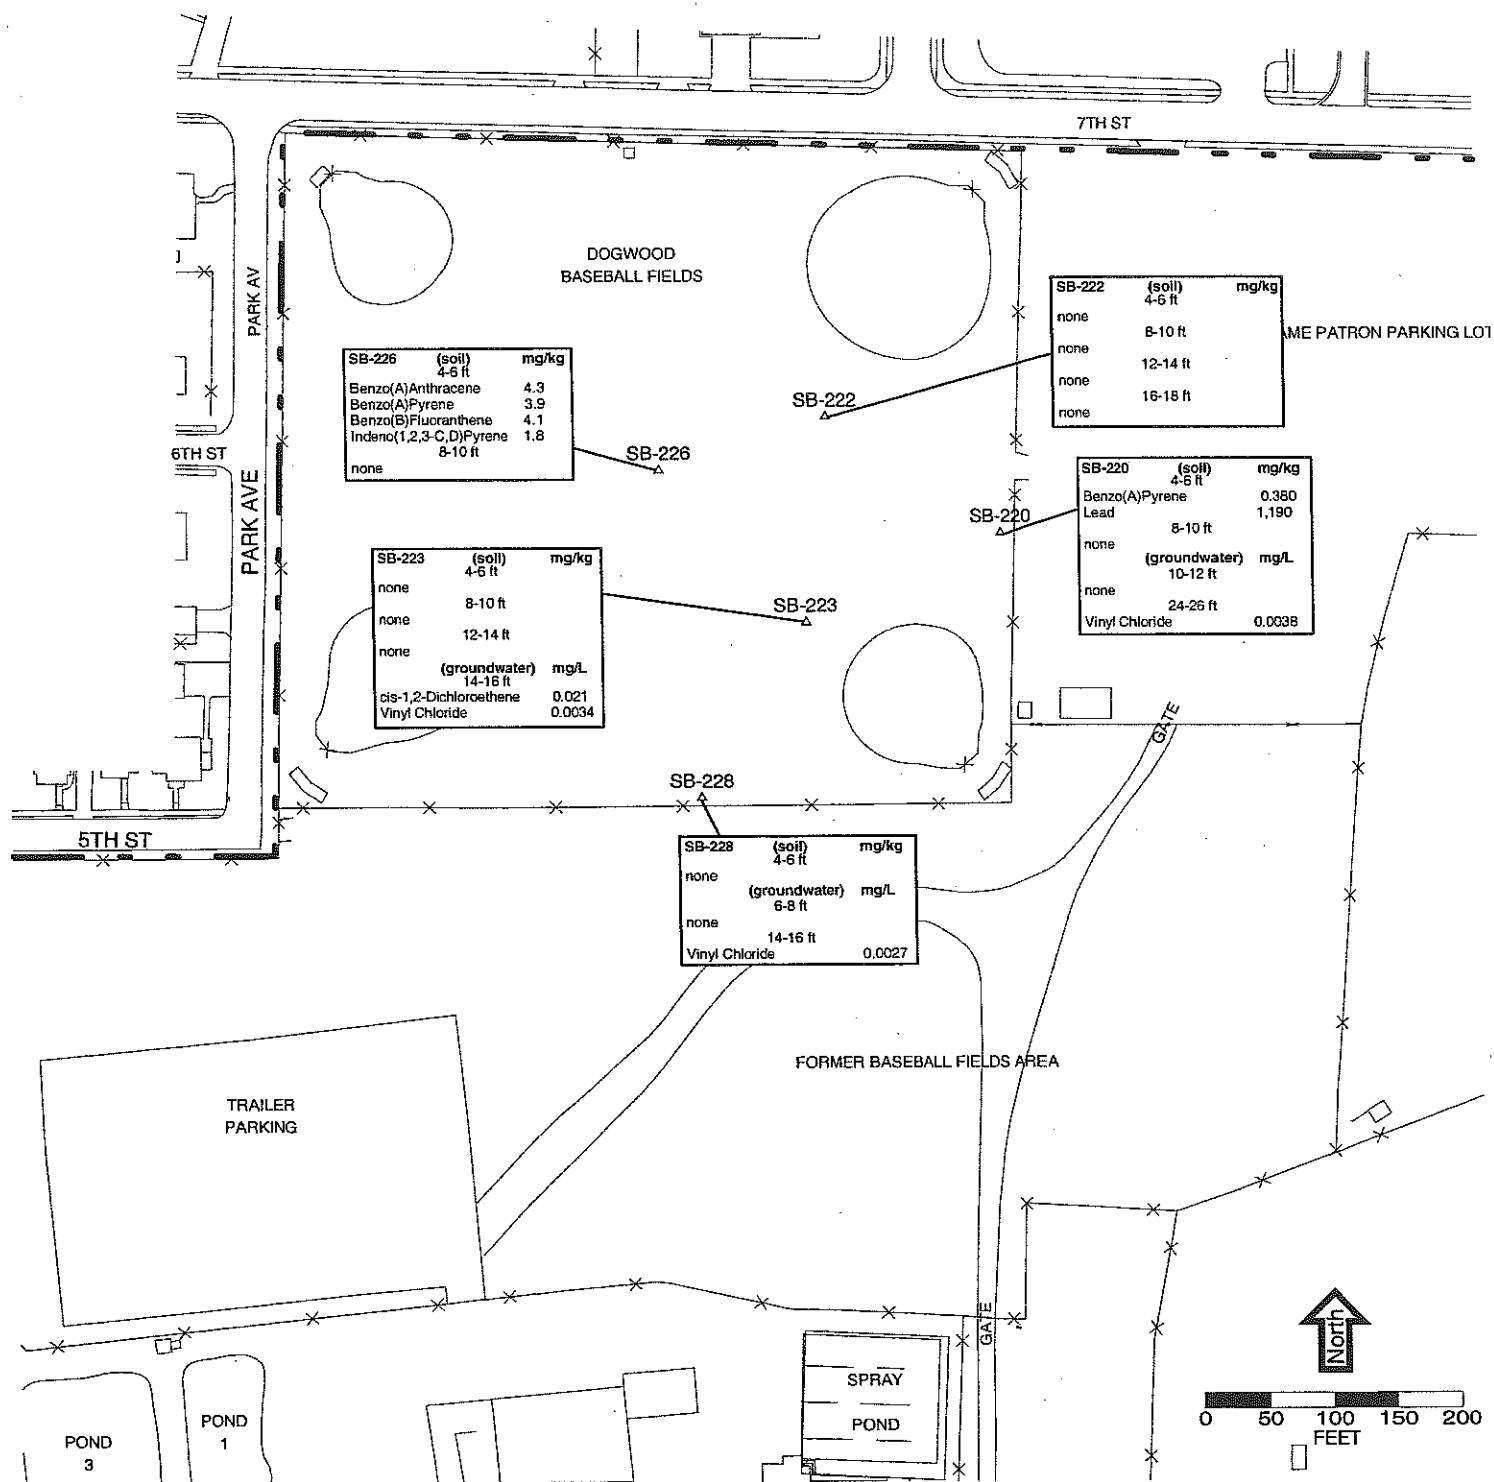 7TH ST
PARK AV
DOGWOOD
BASEBALL FIELDS
SB-222 (soil) mg/kg
4-6 ft
none
8-10 ft
none
12-14 ft
none
16-18 ft
none
AME PATRON PARKING LOT
SB-226 (soil) mg/kg
4-6 ft
Benzo(A)Anthracene 4.3
Benzo(A)Pyrene 3.9
Benzo(B)Fluoranthene 4.1
Indeno(1,2,3-C,D)Pyrene 1.8
8-10 ft
none
SB-222
SB-226
6TH ST
PARK AVE
SB-220
SB-220 (soil) mg/kg
4-6 ft
Benzo(A)Pyrene 0.380
Lead 1,190
8-10 ft
none
(groundwater) mg/L
10-12 ft
none
24-26 ft
Vinyl Chloride 0.0038
SB-223 (soil) mg/kg
4-6 ft
none
8-10 ft
none
12-14 ft
none
(groundwater) mg/L
14-16 ft
cis-1,2-Dichloroethene 0.021
Vinyl Chloride 0.0034
SB-223
GATE
SB-228
5TH ST
SB-228 (soil) mg/kg
4-6 ft
none
(groundwater) mg/L
6-8 ft
none
14-16 ft
Vinyl Chloride 0.0027
FORMER BASEBALL FIELDS AREA
TRAILER
PARKING
GATE
North
SPRAY
POND
POND
1
POND
3
0 50 100 150 200
FEET